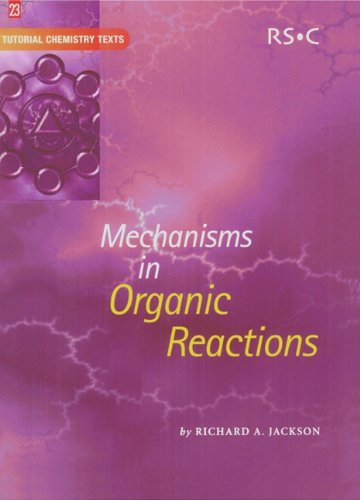 23
TUTORIAL CHEMISTRY TEXTS
RS•C
Mechanisms
in
Organic
Reactions
by RICHARD A. JACKSON